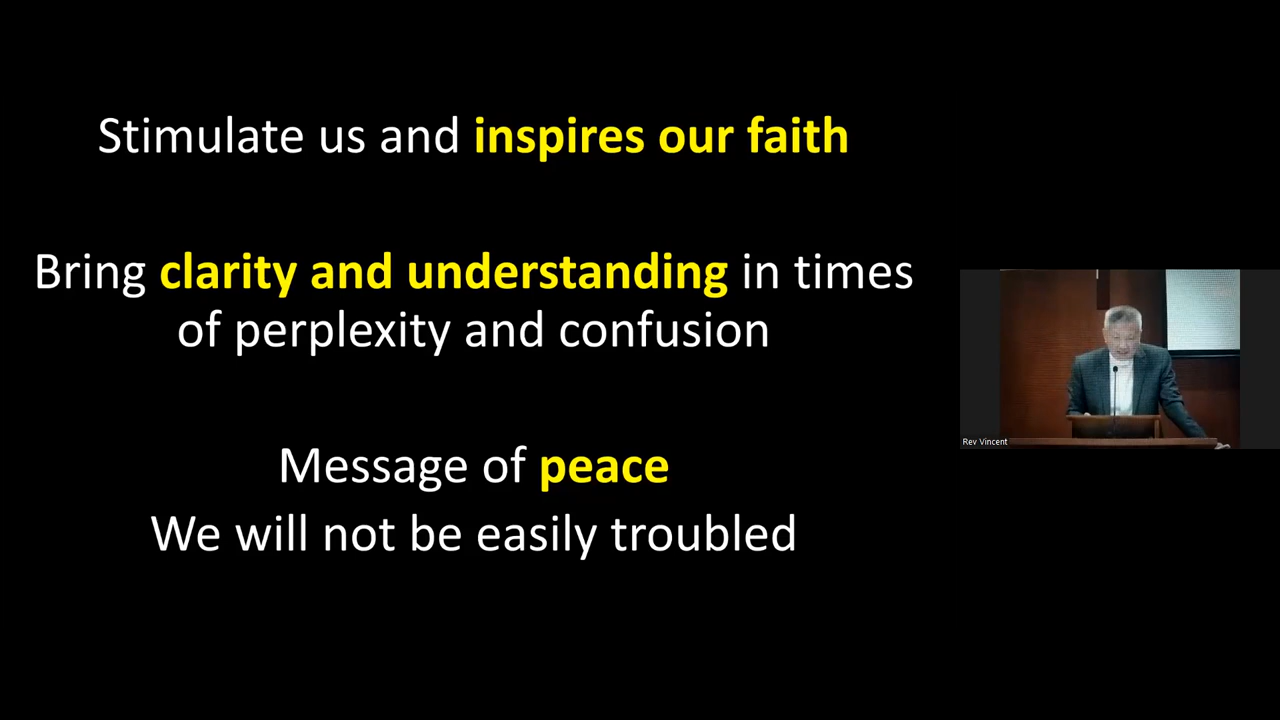 Stimulate us and inspires our faith
Bring clarity and understanding in times
of perplexity and confusion
Message of peace
We will not be easily troubled
Rev Vincent